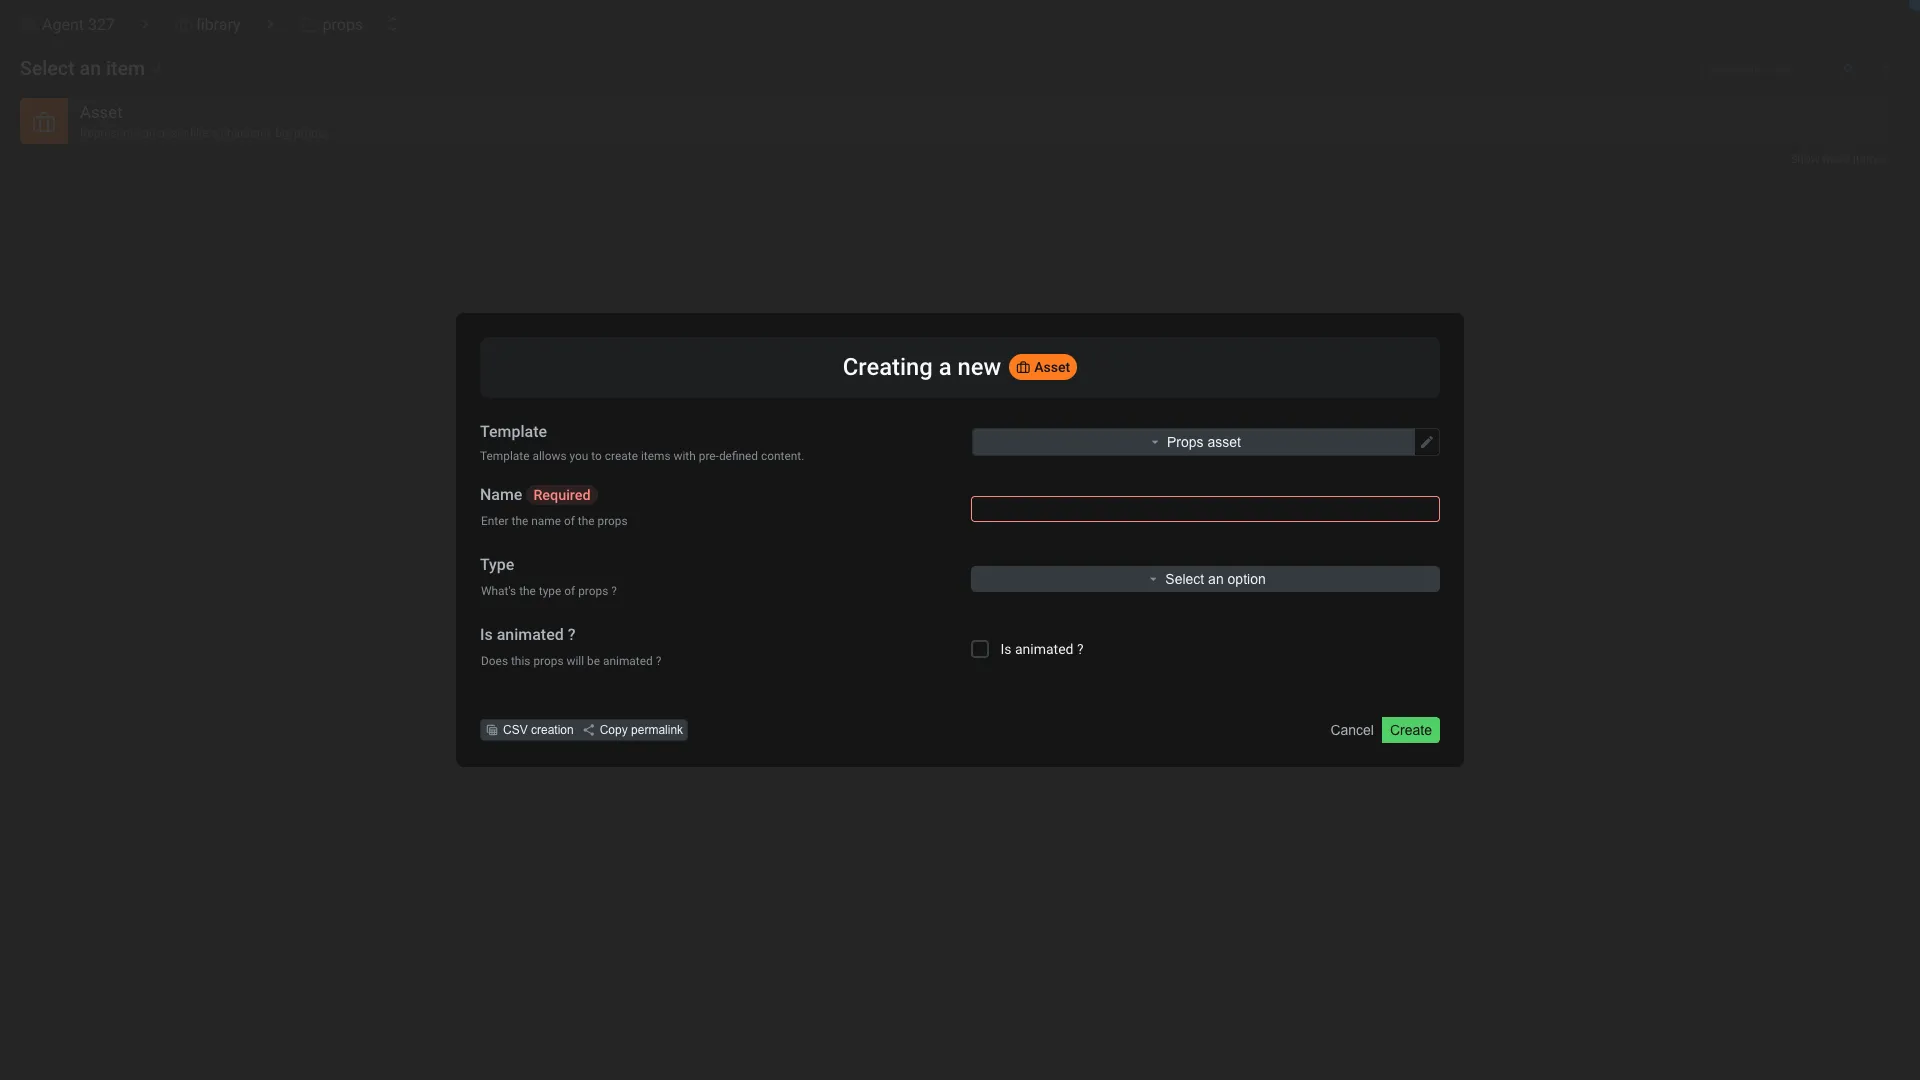 Agent 327 > library > props
Select an item
Asset
Creating a new Asset
Template
Template allows you to create items with pre-defined content.
Props asset
Name Required
Enter the name of the props
Type
What's the type of props ?
Select an option
Is animated ?
Does this props will be animated ?
Is animated ?
CSV creation Copy permalink
Cancel Create